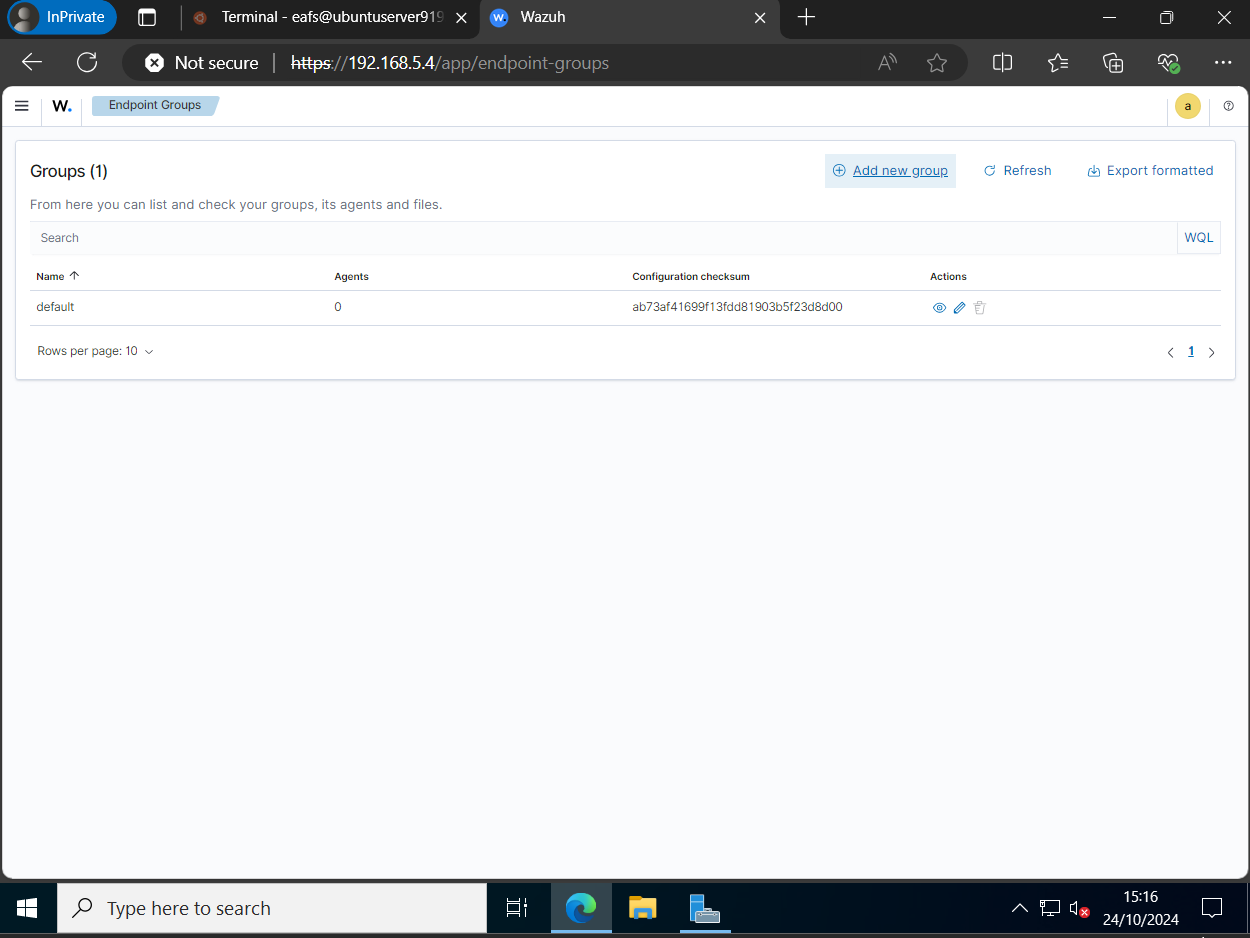 InPrivate
Terminal - eafs@ubuntuserver919
Wazuh
Not secure
https://192.168.5.4/app/endpoint-groups
W.
Endpoint Groups
a
Groups (1)
Add new group
Refresh
Export formatted
From here you can list and check your groups, its agents and files.
Search
WQL
Name
Agents
Configuration checksum
Actions
default
0
ab73af41699f13fdd81903b5f23d8d00
Rows per page: 10
1
Type here to search
15:16
24/10/2024